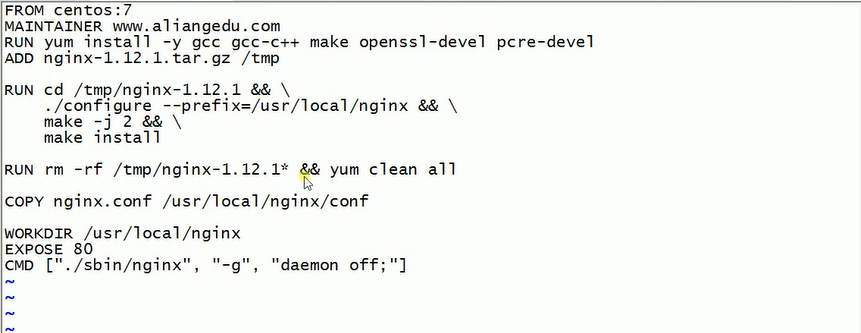 FROM centos:7
MAINTAINER www.aliangedu.com
RUN yum install -y gcc gcc-c++ make openssl-devel pcre-devel
ADD nginx-1.12.1.tar.gz /tmp

RUN cd /tmp/nginx-1.12.1 && \
    ./configure --prefix=/usr/local/nginx && \
    make -j 2 && \
    make install

RUN rm -rf /tmp/nginx-1.12.1* && yum clean all

COPY nginx.conf /usr/local/nginx/conf

WORKDIR /usr/local/nginx
EXPOSE 80
CMD ["./sbin/nginx", "-g", "daemon off;"]
~
~
~
~